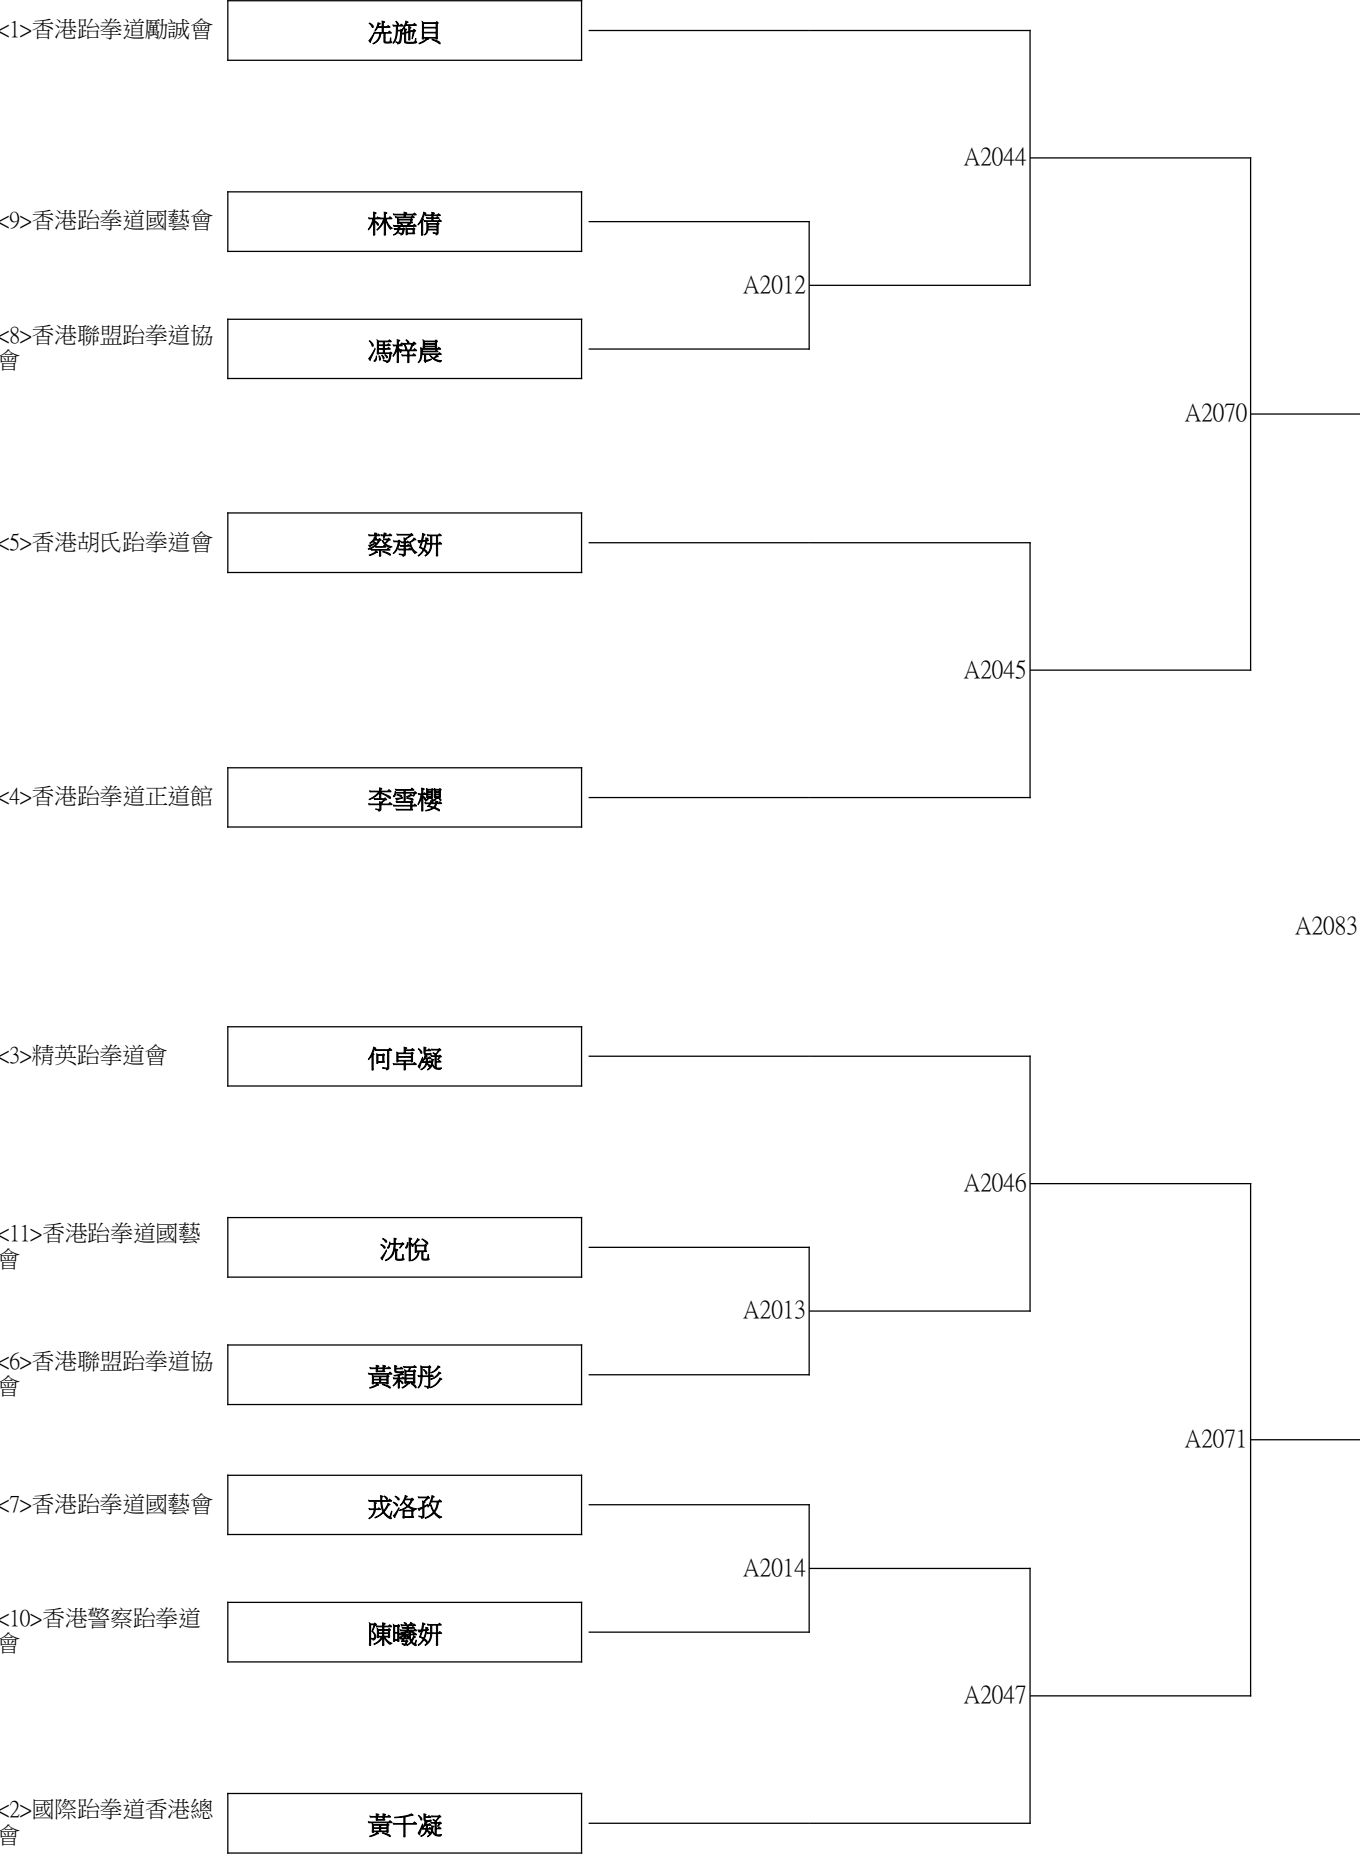 <1>香港跆拳道勵誠會
冼施貝
A2044
<9>香港跆拳道國藝會
林嘉倩
A2012
<8>香港聯盟跆拳道協
會
馮梓晨
A2070
<5>香港胡氏跆拳道會
蔡承妍
A2045
<4>香港跆拳道正道館
李雪櫻
A2083
<3>精英跆拳道會
何卓凝
A2046
<11>香港跆拳道國藝
會
沈悅
A2013
<6>香港聯盟跆拳道協
會
黃穎彤
A2071
<7>香港跆拳道國藝會
戎洛孜
A2014
<10>香港警察跆拳道
會
陳曦妍
A2047
<2>國際跆拳道香港總
會
黃千凝